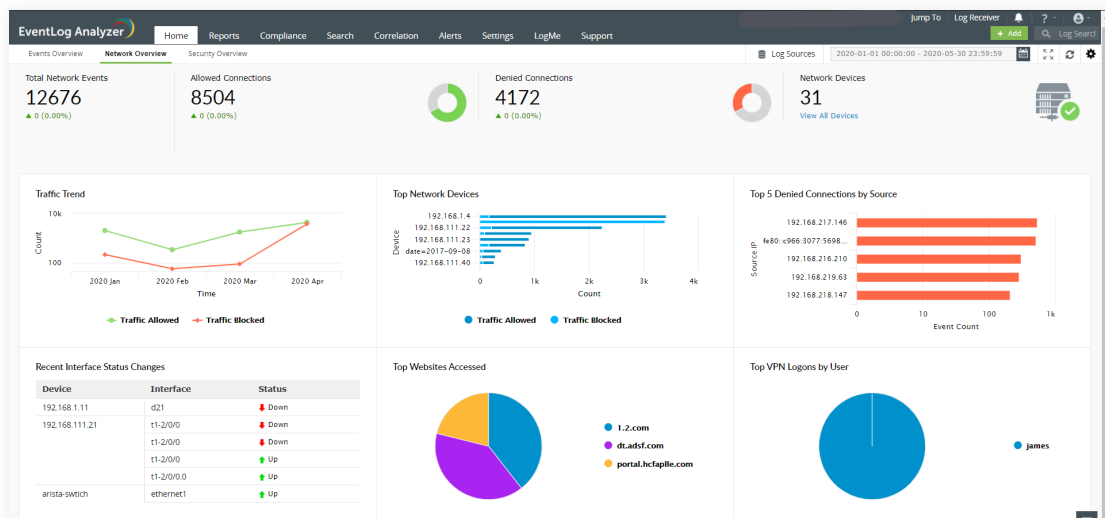 Jump To Log Receiver ?
EventLog Analyzer
Home Reports Compliance Search Correlation Alerts Settings LogMe Support
+ Add Log Searcl
Events Overview Network Overview Security Overview
Log Sources 2020-01-01 00:00:00 - 2020-05-30 23:59:59
Total Network Events
12676
▲ 0 (0.00%)
Allowed Connections
8504
▲ 0 (0.00%)
Denied Connections
4172
▲ 0 (0.00%)
Network Devices
31
View All Devices
Traffic Trend
10k
100
Count
2020 Jan 2020 Feb 2020 Mar 2020 Apr
Time
Traffic Allowed Traffic Blocked
Top Network Devices
Device
192.168.1.4
192.168.111.22
192.168.111.23
date=2017-09-08
192.168.111.40
0 1k 2k 3k 4k
Count
Traffic Allowed Traffic Blocked
Top 5 Denied Connections by Source
Source IP
192.168.217.146
fe80::c966:3077:5698...
192.168.216.210
192.168.219.63
192.168.218.147
0 10 100 1k
Event Count
Recent Interface Status Changes
Device Interface Status
192.168.1.11 d21 Down
192.168.111.21 t1-2/0/0 Down
t1-2/0/0 Down
t1-2/0/0 Up
t1-2/0/0.0 Up
arista-swtich ethernet1 Up
Top Websites Accessed
1.2.com
dt.adsf.com
portal.hcfaplle.com
Top VPN Logons by User
james